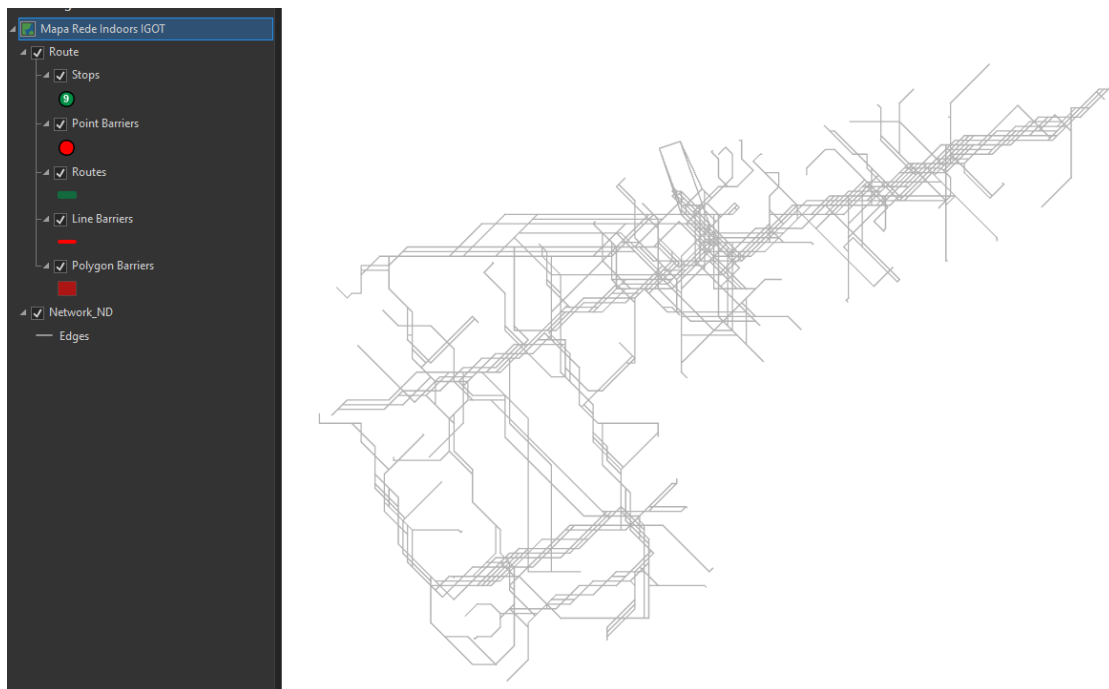 Mapa Rede Indoors IGOT
Route
Stops
9
Point Barriers
Routes
Line Barriers
Polygon Barriers
Network_ND
Edges